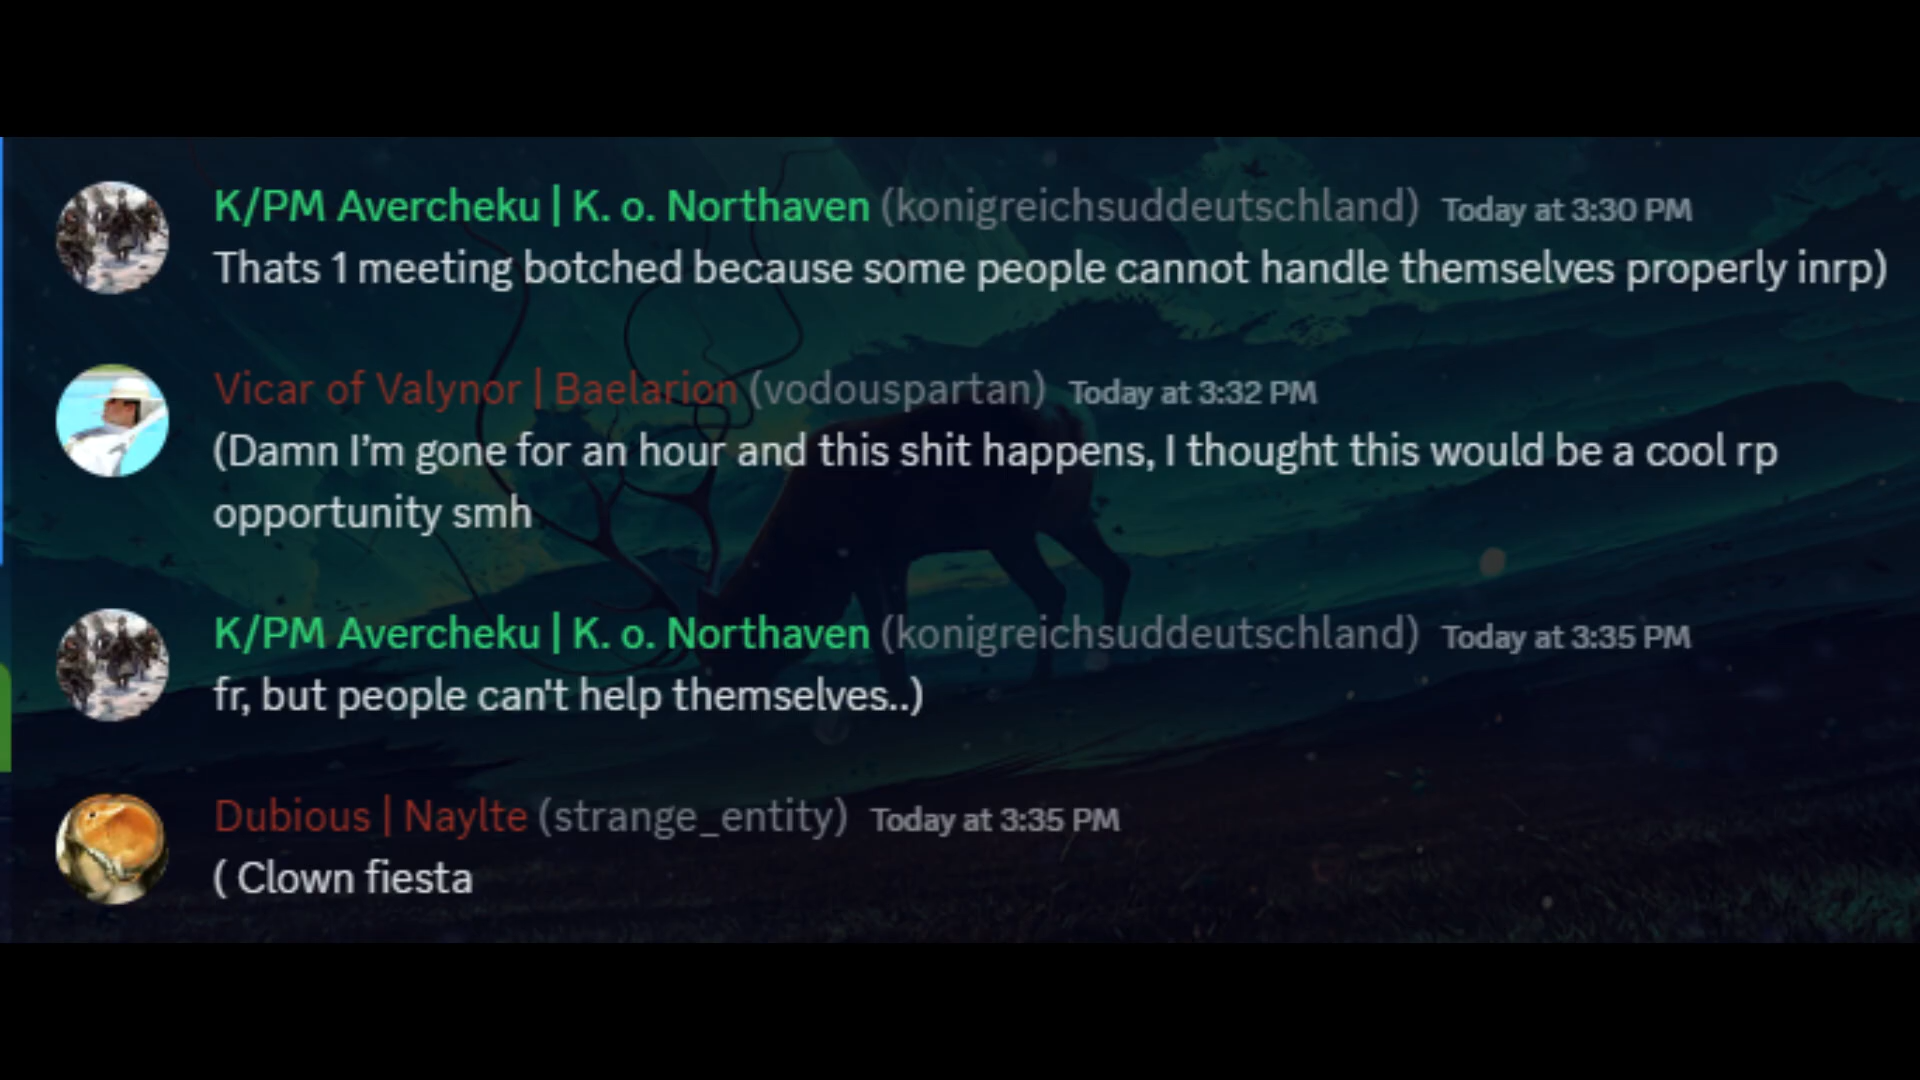 K/PM Avercheku | K. o. Northaven (konigreichsuddeutschland) Today at 3:30 PM
Thats 1 meeting botched because some people cannot handle themselves properly inrp)
Vicar of Valynor | Baelarion (vodouspartan) Today at 3:32 PM
(Damn I'm gone for an hour and this shit happens, I thought this would be a cool rp
opportunity smh
K/PM Avercheku | K. o. Northaven (konigreichsuddeutschland) Today at 3:35 PM
fr, but people can't help themselves..)
Dubious | Naylte (strange_entity) Today at 3:35 PM
( Clown fiesta